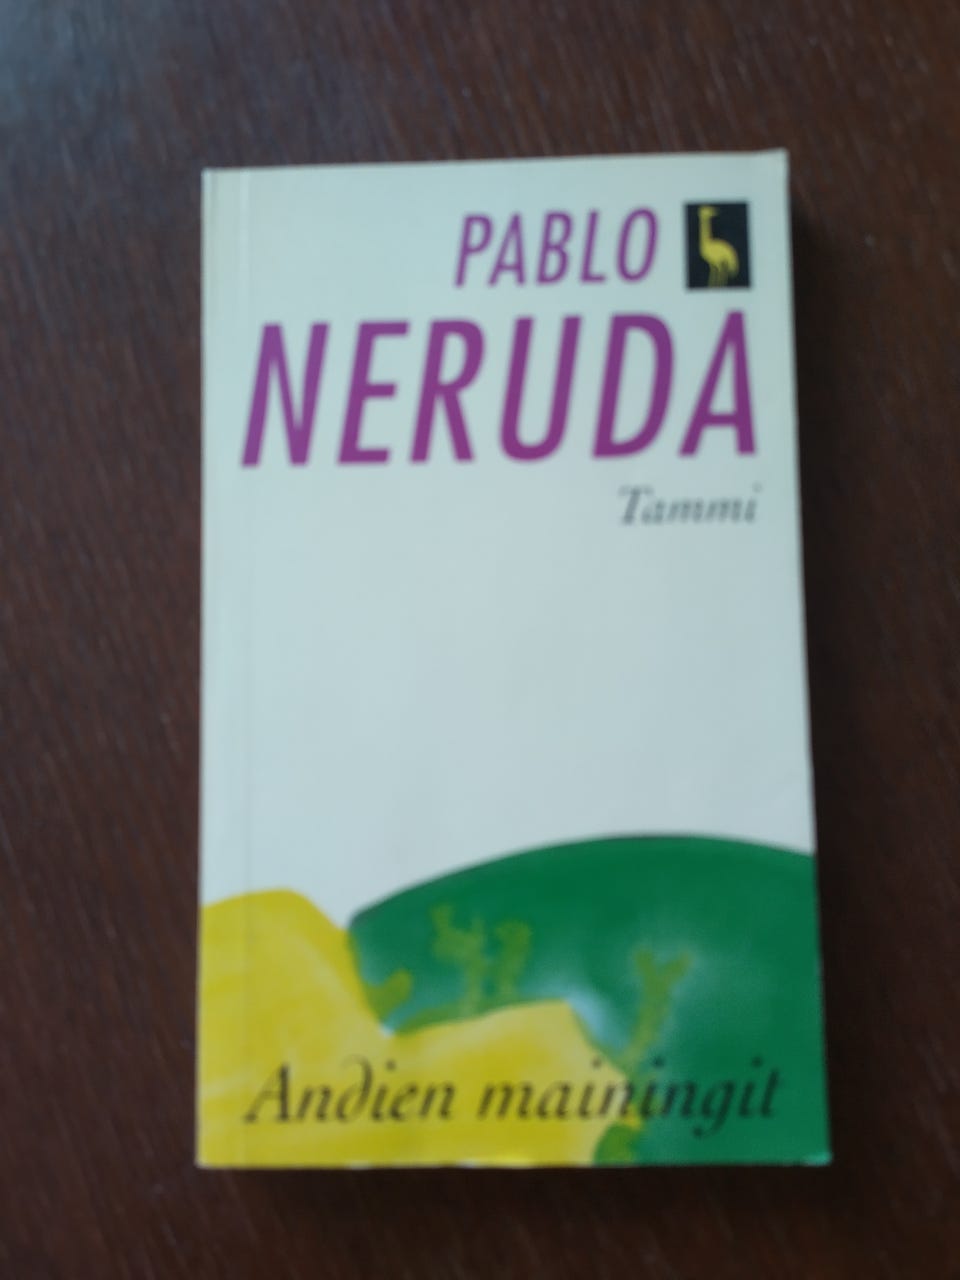 PABLO
NERUDA
Tammi
Andien mainingit